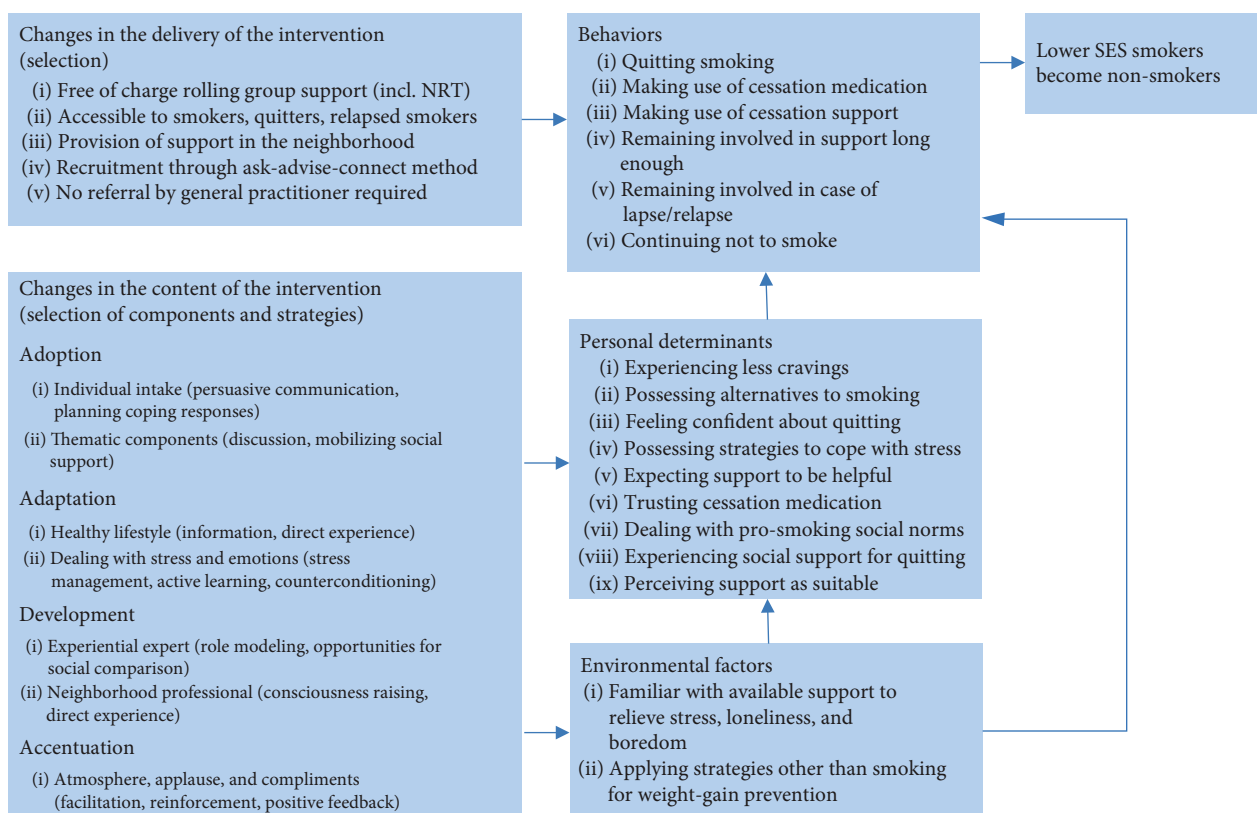 Changes in the delivery of the intervention
(selection)
(i) Free of charge rolling group support (incl. NRT)
(ii) Accessible to smokers, quitters, relapsed smokers
(iii) Provision of support in the neighborhood
(iv) Recruitment through ask-advise-connect method
(v) No referral by general practitioner required
Behaviors
(i) Quitting smoking
(ii) Making use of cessation medication
(iii) Making use of cessation support
(iv) Remaining involved in support long
enough
(v) Remaining involved in case of
lapse/relapse
(vi) Continuing not to smoke
Lower SES smokers
become non-smokers
Changes in the content of the intervention
(selection of components and strategies)
Adoption
(i) Individual intake (persuasive communication,
planning coping responses)
(ii) Thematic components (discussion, mobilizing social
support)
Adaptation
(i) Healthy lifestyle (information, direct experience)
(ii) Dealing with stress and emotions (stress
management, active learning, counterconditioning)
Development
(i) Experiential expert (role modeling, opportunities for
social comparison)
(ii) Neighborhood professional (consciousness raising,
direct experience)
Accentuation
(i) Atmosphere, applause, and compliments
(facilitation, reinforcement, positive feedback)
Personal determinants
(i) Experiencing less cravings
(ii) Possessing alternatives to smoking
(iii) Feeling confident about quitting
(iv) Possessing strategies to cope with stress
(v) Expecting support to be helpful
(vi) Trusting cessation medication
(vii) Dealing with pro-smoking social norms
(viii) Experiencing social support for quitting
(ix) Perceiving support as suitable
Environmental factors
(i) Familiar with available support to
relieve stress, loneliness, and
boredom
(ii) Applying strategies other than smoking
for weight-gain prevention